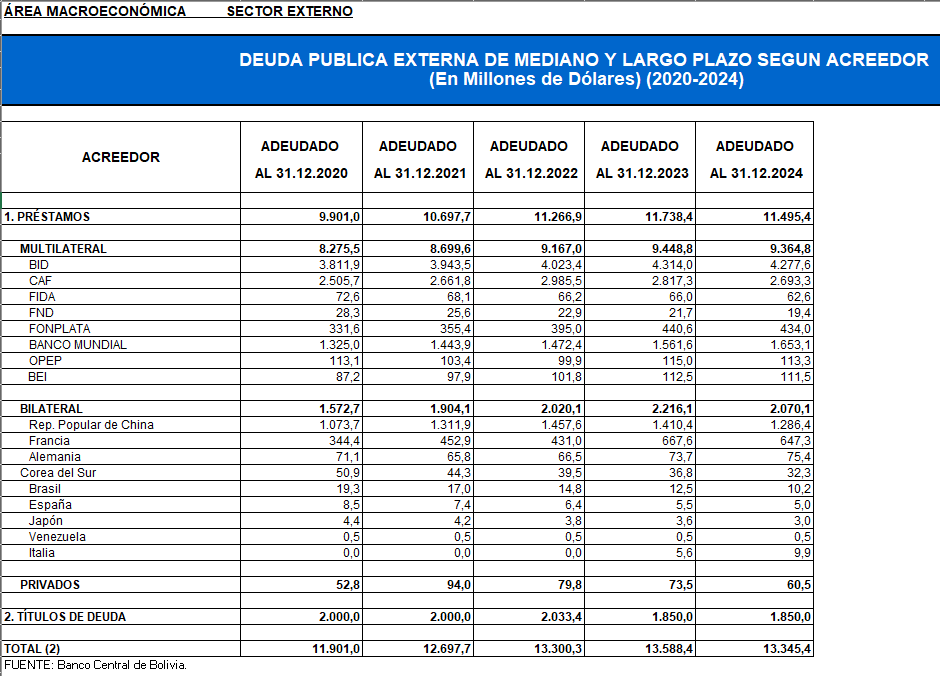 ÁREA MACROECONÓMICA SECTOR EXTERNO
DEUDA PUBLICA EXTERNA DE MEDIANO Y LARGO PLAZO SEGUN ACREEDOR
(En Millones de Dólares) (2020-2024)
ACREEDOR ADEUDADO AL 31.12.2020 ADEUDADO AL 31.12.2021 ADEUDADO AL 31.12.2022 ADEUDADO AL 31.12.2023 ADEUDADO AL 31.12.2024
1. PRÉSTAMOS 9.901,0 10.697,7 11.266,9 11.738,4 11.495,4
MULTILATERAL 8.275,5 8.699,6 9.167,0 9.448,8 9.364,8
BID 3.811,9 3.943,5 4.023,4 4.314,0 4.277,6
CAF 2.505,7 2.661,8 2.985,5 2.817,3 2.693,3
FIDA 72,6 68,1 66,2 66,0 62,6
FND 28,3 25,6 22,9 21,7 19,4
FONPLATA 331,6 355,4 395,0 440,6 434,0
BANCO MUNDIAL 1.325,0 1.443,9 1.472,4 1.561,6 1.653,1
OPEP 113,1 103,4 99,9 115,0 113,3
BEI 87,2 97,9 101,8 112,5 111,5
BILATERAL 1.572,7 1.904,1 2.020,1 2.216,1 2.070,1
Rep. Popular de China 1.073,7 1.311,9 1.457,6 1.410,4 1.286,4
Francia 344,4 452,9 431,0 667,6 647,3
Alemania 71,1 65,8 66,5 73,7 75,4
Corea del Sur 50,9 44,3 39,5 36,8 32,3
Brasil 19,3 17,0 14,8 12,5 10,2
España 8,5 7,4 6,4 5,5 5,0
Japón 4,4 4,2 3,8 3,6 3,0
Venezuela 0,5 0,5 0,5 0,5 0,5
Italia 0,0 0,0 0,0 5,6 9,9
PRIVADOS 52,8 94,0 79,8 73,5 60,5
2. TÍTULOS DE DEUDA 2.000,0 2.000,0 2.033,4 1.850,0 1.850,0
TOTAL (2) 11.901,0 12.697,7 13.300,3 13.588,4 13.345,4
FUENTE: Banco Central de Bolivia.